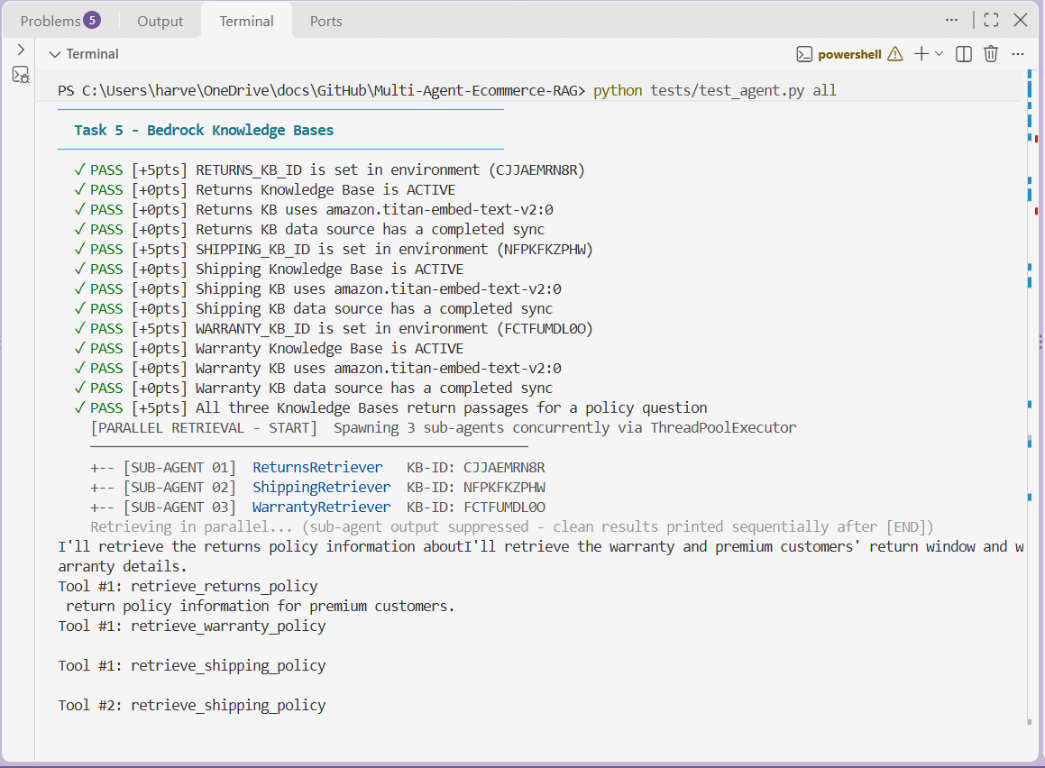 Problems 5 Output Terminal Ports
Terminal
powershell
PS C:\Users\harve\OneDrive\docs\GitHub\Multi-Agent-Ecommerce-RAG> python tests/test_agent.py all
Task 5 - Bedrock Knowledge Bases
✓ PASS [+5pts] RETURNS_KB_ID is set in environment (CJJAEMRN8R)
✓ PASS [+0pts] Returns Knowledge Base is ACTIVE
✓ PASS [+0pts] Returns KB uses amazon.titan-embed-text-v2:0
✓ PASS [+0pts] Returns KB data source has a completed sync
✓ PASS [+5pts] SHIPPING_KB_ID is set in environment (NFPKFKZPHW)
✓ PASS [+0pts] Shipping Knowledge Base is ACTIVE
✓ PASS [+0pts] Shipping KB uses amazon.titan-embed-text-v2:0
✓ PASS [+0pts] Shipping KB data source has a completed sync
✓ PASS [+5pts] WARRANTY_KB_ID is set in environment (FCTFUMDL0O)
✓ PASS [+0pts] Warranty Knowledge Base is ACTIVE
✓ PASS [+0pts] Warranty KB uses amazon.titan-embed-text-v2:0
✓ PASS [+0pts] Warranty KB data source has a completed sync
✓ PASS [+5pts] All three Knowledge Bases return passages for a policy question
[PARALLEL RETRIEVAL - START] Spawning 3 sub-agents concurrently via ThreadPoolExecutor
+-- [SUB-AGENT 01] ReturnsRetriever KB-ID: CJJAEMRN8R
+-- [SUB-AGENT 02] ShippingRetriever KB-ID: NFPKFKZPHW
+-- [SUB-AGENT 03] WarrantyRetriever KB-ID: FCTFUMDL0O
Retrieving in parallel... (sub-agent output suppressed - clean results printed sequentially after [END])
I'll retrieve the returns policy information aboutI'll retrieve the warranty and premium customers' return window and w
arranty details.
Tool #1: retrieve_returns_policy
return policy information for premium customers.
Tool #1: retrieve_warranty_policy
Tool #1: retrieve_shipping_policy
Tool #2: retrieve_shipping_policy